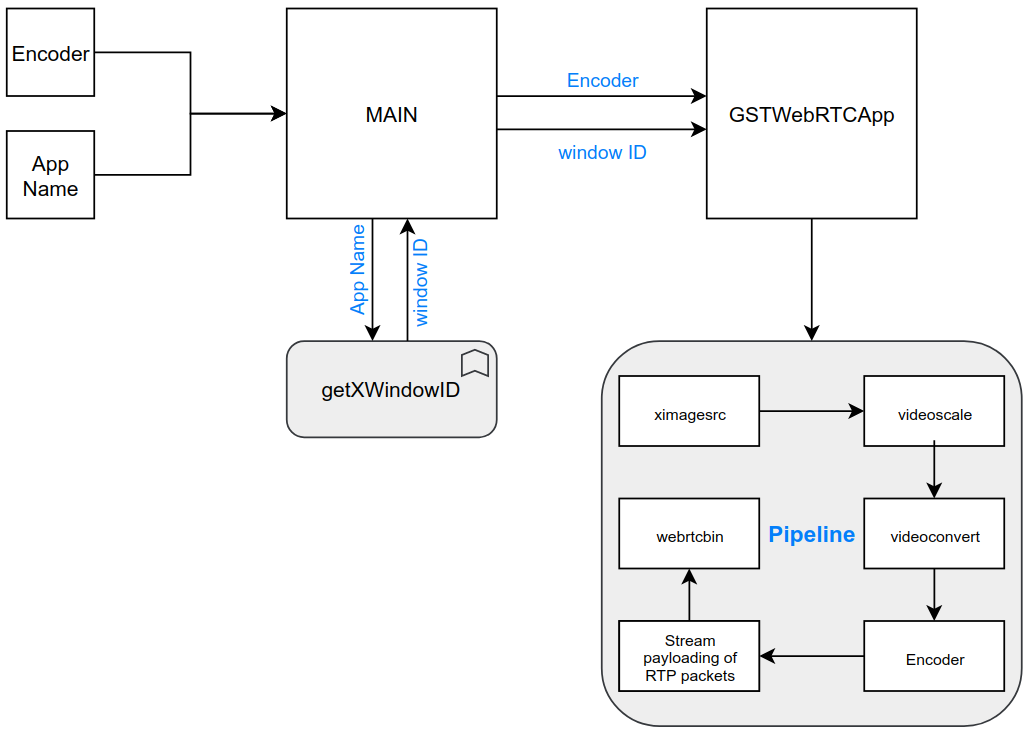 Encoder
App
Name
MAIN
Encoder
window ID
GSTWebRTCApp
App Name
window ID
getXWindowID
ximagesrc
videoscale
webrtcbin
Pipeline
videoconvert
Stream
payloading of
RTP packets
Encoder